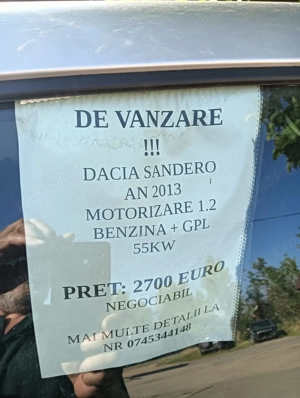 DE VANZARE
!!!
DACIA SANDERO
AN 2013
MOTORIZARE 1.2
BENZINA + GPL
55KW
PRET: 2700 EURO
NEGOCIABIL
MAI MULTE DETALII LA
NR 0745344148